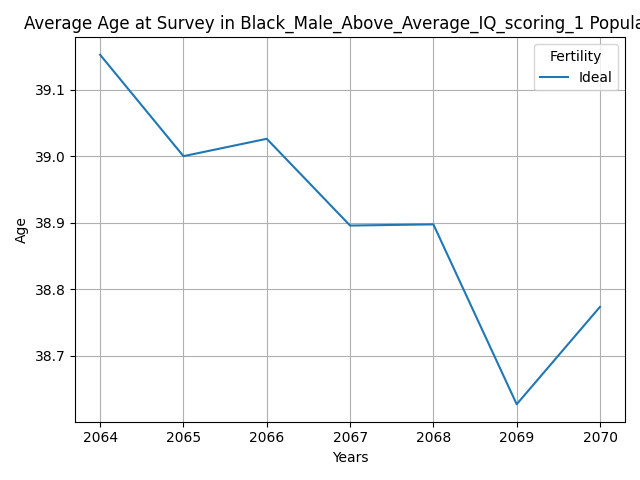 Average Age at Survey in Black_Male_Above_Average_IQ_scoring_1 Popula
Fertility
Ideal
39.1
39.0
38.9
38.8
38.7
Age
2064 2065 2066 2067 2068 2069 2070
Years